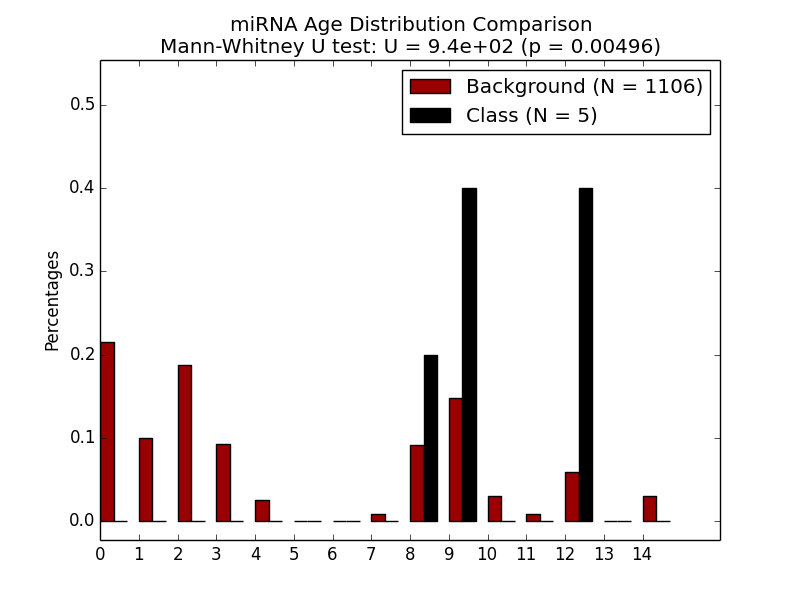 miRNA Age Distribution Comparison
Mann-Whitney U test: U = 9.4e+02 (p = 0.00496)
Background (N = 1106)
Class (N = 5)
Percentages
0.5
0.4
0.3
0.2
0.1
0.0
0 1 2 3 4 5 6 7 8 9 10 11 12 13 14